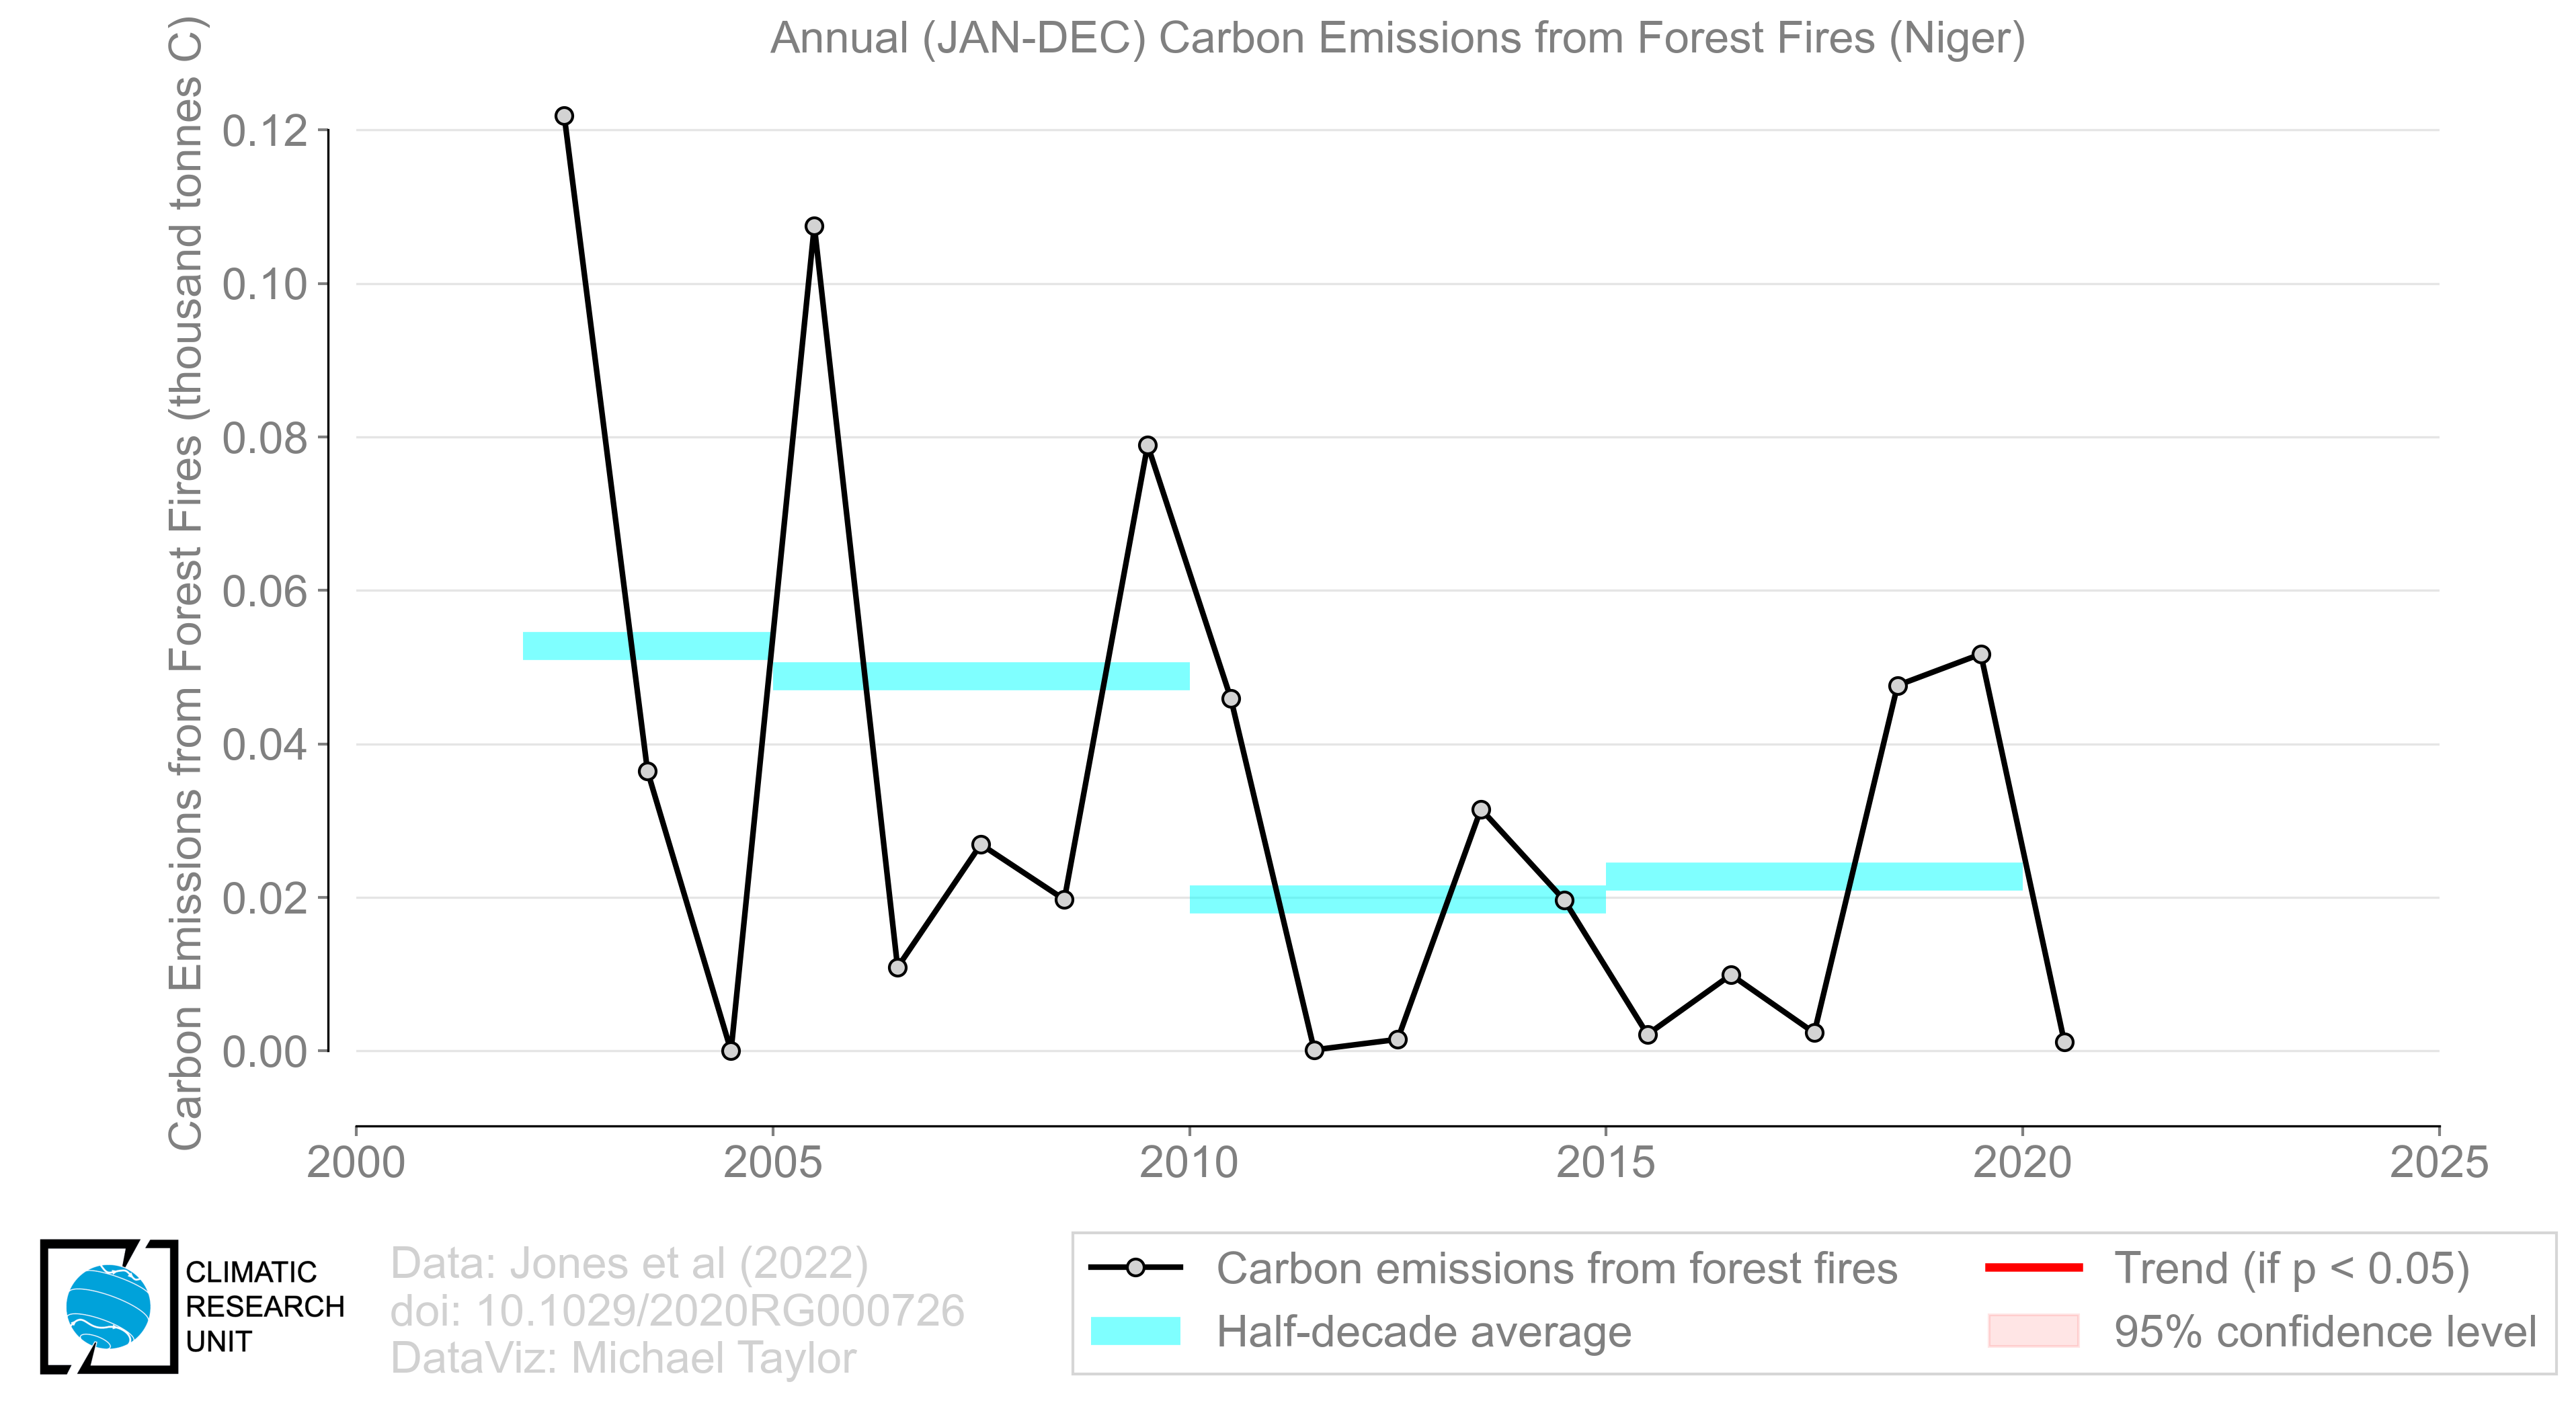 Annual (JAN-DEC) Carbon Emissions from Forest Fires (Niger)
Carbon Emissions from Forest Fires (thousand tonnes C)
0.12
0.10
0.08
0.06
0.04
0.02
0.00
2000 2005 2010 2015 2020 2025
CLIMATIC
RESEARCH
UNIT
Data: Jones et al (2022)
doi: 10.1029/2020RG000726
DataViz: Michael Taylor
Carbon emissions from forest fires
Half-decade average
Trend (if p < 0.05)
95% confidence level